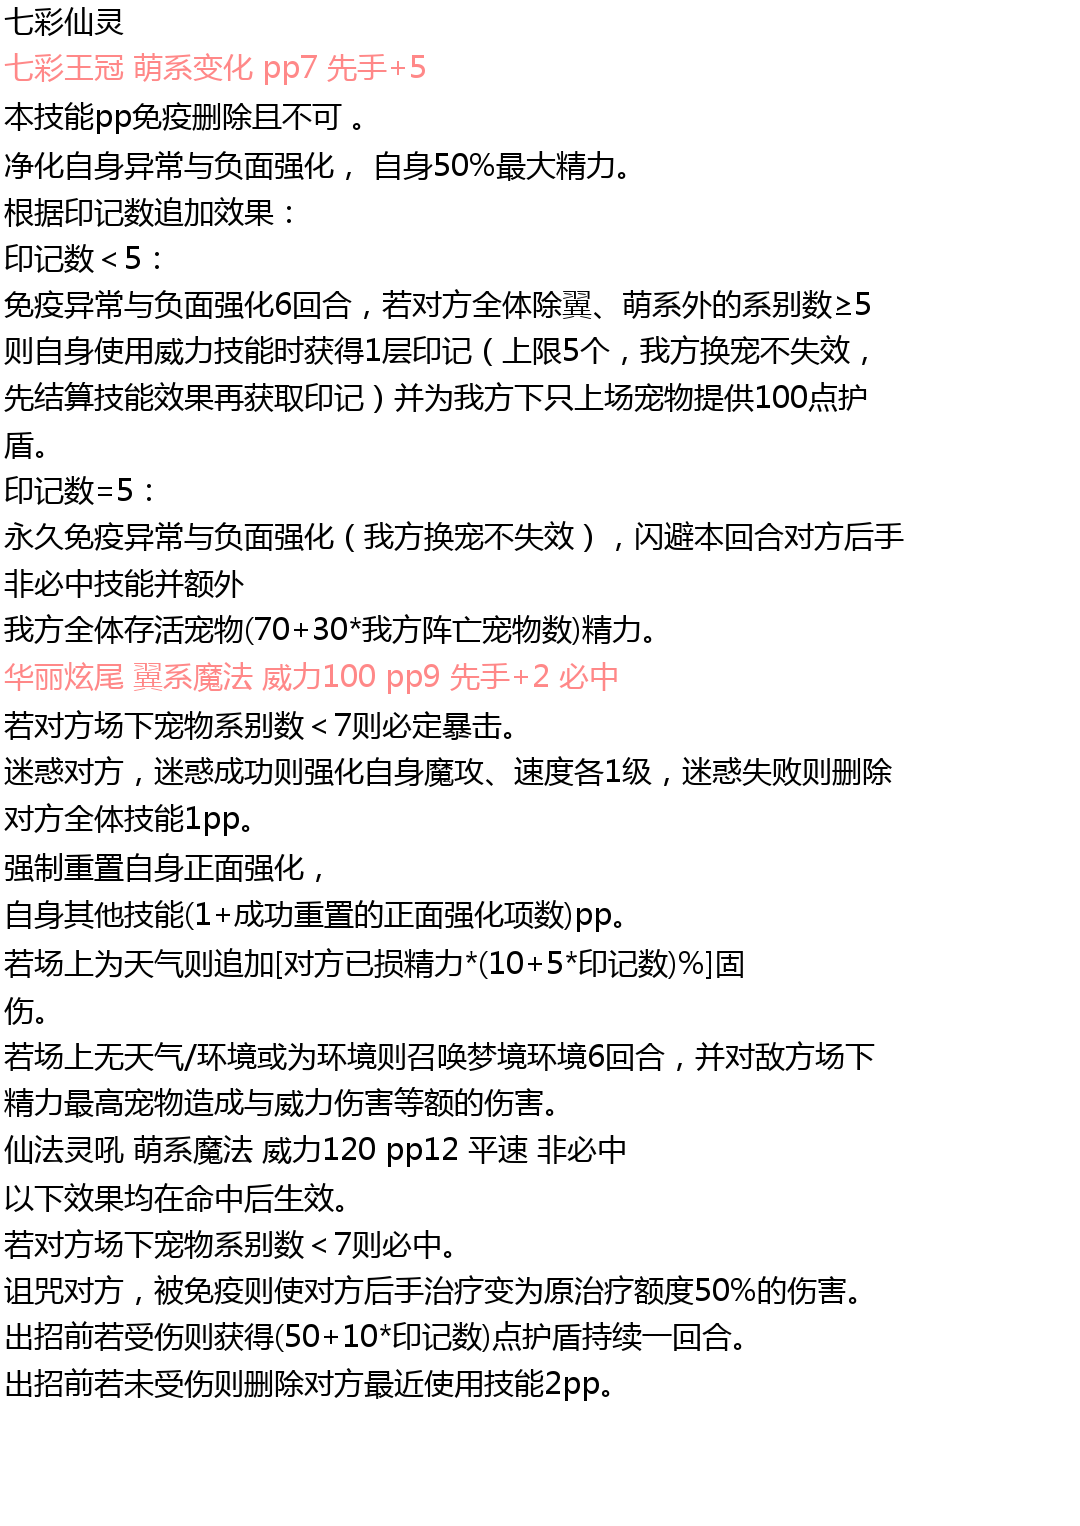 七彩仙灵
七彩王冠 萌系变化 pp7 先手+5
本技能pp免疫删除且不可 。
净化自身异常与负面强化， 自身50%最大精力。
根据印记数追加效果：
印记数＜5：
免疫异常与负面强化6回合，若对方全体除翼、萌系外的系别数≥5
则自身使用威力技能时获得1层印记（上限5个，我方换宠不失效，
先结算技能效果再获取印记）并为我方下只上场宠物提供100点护
盾。
印记数=5：
永久免疫异常与负面强化（我方换宠不失效），闪避本回合对方后手
非必中技能并额外
我方全体存活宠物(70+30*我方阵亡宠物数)精力。
华丽炫尾 翼系魔法 威力100 pp9 先手+2 必中
若对方场下宠物系别数＜7则必定暴击。
迷惑对方，迷惑成功则强化自身魔攻、速度各1级，迷惑失败则删除
对方全体技能1pp。
强制重置自身正面强化，
自身其他技能(1+成功重置的正面强化项数)pp。
若场上为天气则追加[对方已损精力*(10+5*印记数)%]固
伤。
若场上无天气/环境或为环境则召唤梦境环境6回合，并对敌方场下
精力最高宠物造成与威力伤害等额的伤害。
仙法灵吼 萌系魔法 威力120 pp12 平速 非必中
以下效果均在命中后生效。
若对方场下宠物系别数＜7则必中。
诅咒对方，被免疫则使对方后手治疗变为原治疗额度50%的伤害。
出招前若受伤则获得(50+10*印记数)点护盾持续一回合。
出招前若未受伤则删除对方最近使用技能2pp。